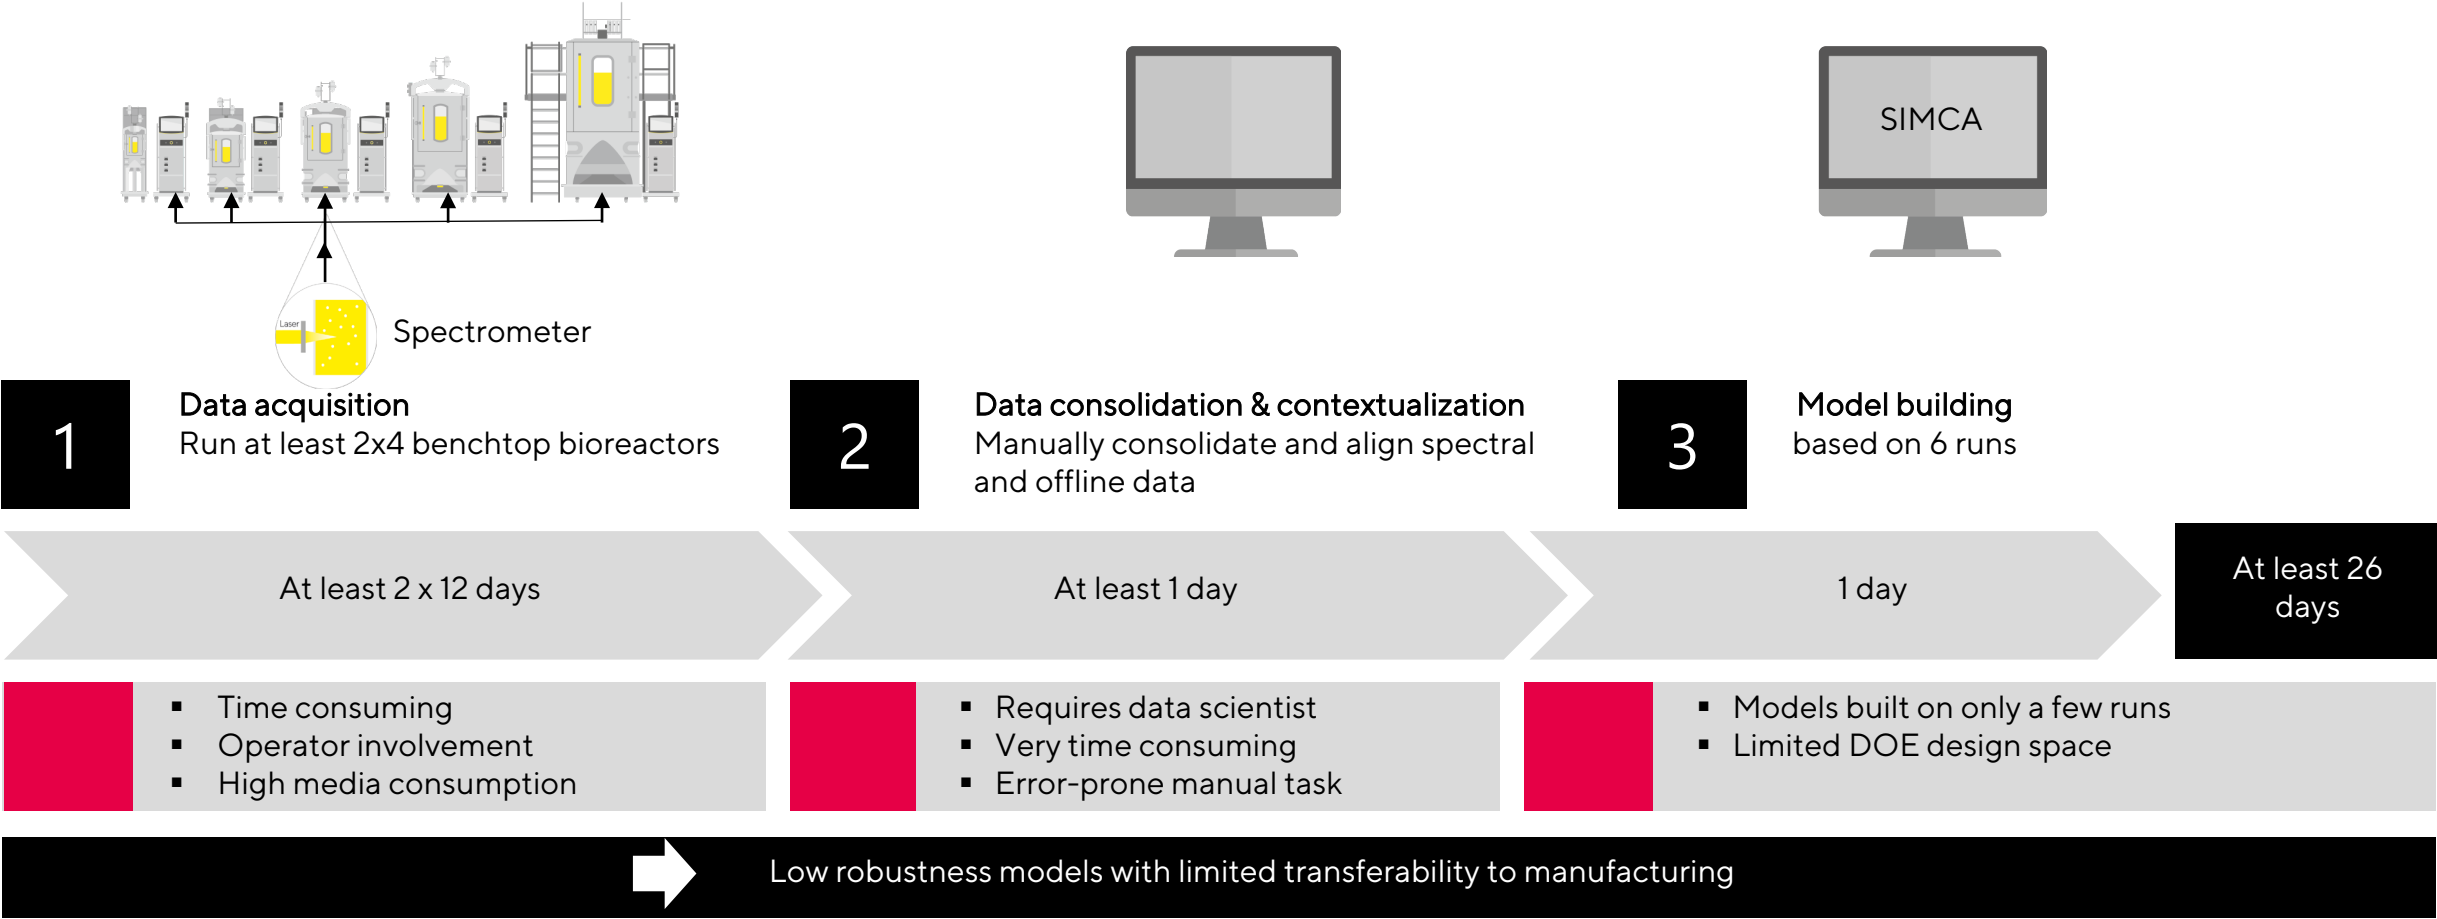 SIMCA
Laser
Spectrometer
1
Data acquisition
Run at least 2x4 benchtop bioreactors
2
Data consolidation & contextualization
Manually consolidate and align spectral
and offline data
3
Model building
based on 6 runs
At least 2 x 12 days
At least 1 day
1 day
At least 26
days
▪ Time consuming
▪ Operator involvement
▪ High media consumption
▪ Requires data scientist
▪ Very time consuming
▪ Error-prone manual task
▪ Models built on only a few runs
▪ Limited DOE design space
Low robustness models with limited transferability to manufacturing